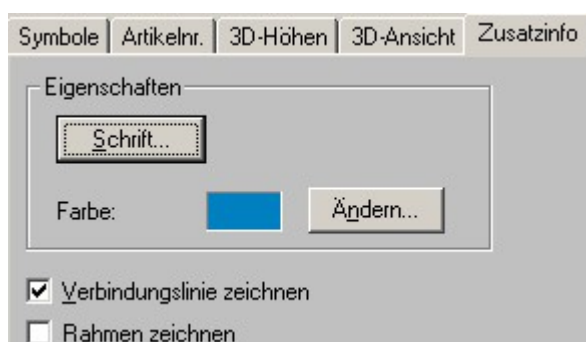 Symbole Artikelnr. 3D-Höhen 3D-Ansicht Zusatzinfo
Eigenschaften
Schrift...
Farbe: Ändern...
Verbindungslinie zeichnen
Rahmen zeichnen